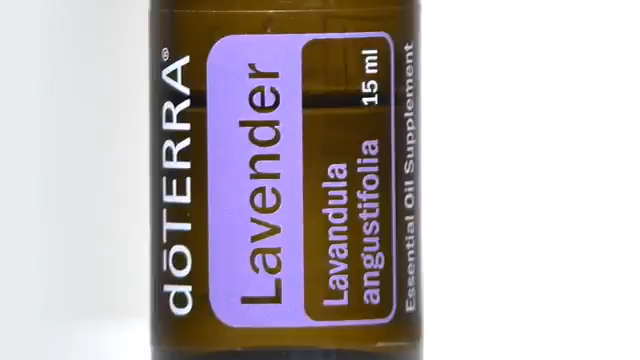 dōTERRA®
Lavender
Lavandula
angustifolia 15 ml
Essential Oil Supplement